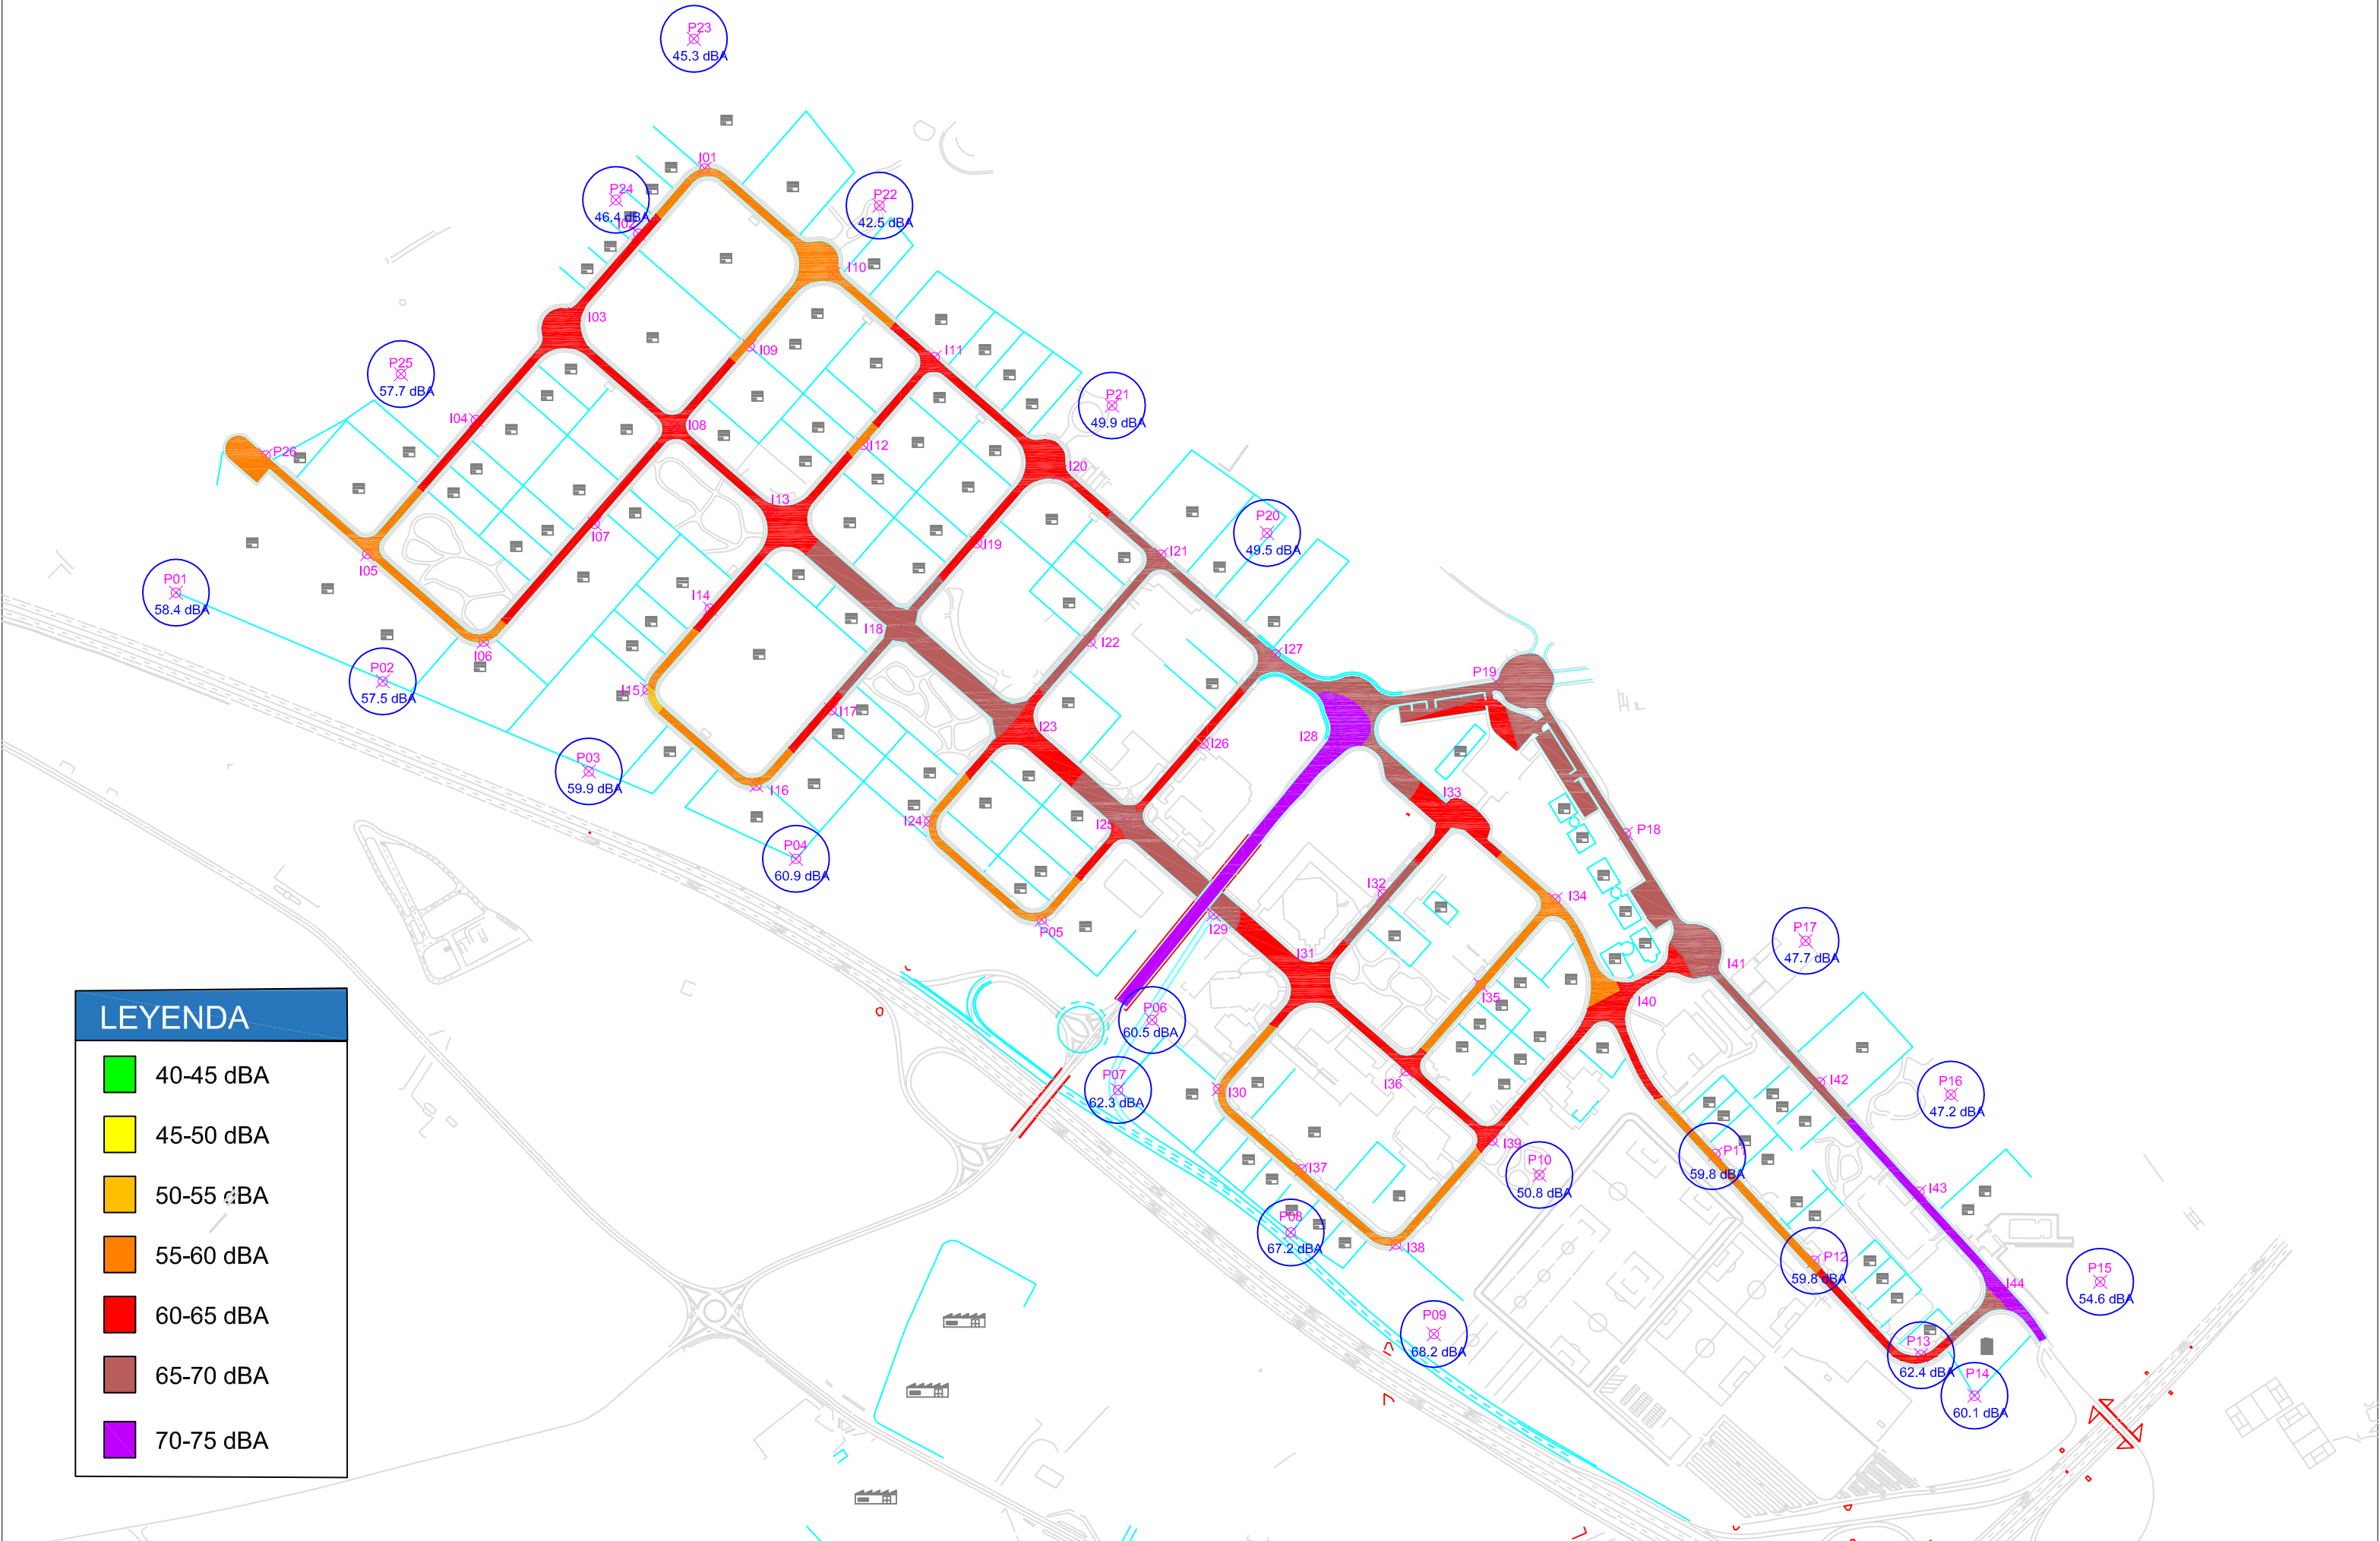 P23
45.3 dBA
I01
P24
46.4 dBA
I02
P22
42.5 dBA
I10
I03
I09
I11
P25
57.7 dBA
P21
49.9 dBA
I04
I08
I12
P26
I20
I13
P20
49.5 dBA
I07
I19
I21
I05
P01
58.4 dBA
I14
I18
I22
I06
I27
P02
57.5 dBA
I15
P19
I17
I23
I26
I28
P03
59.9 dBA
I16
I33
I24
I25
P18
P04
60.9 dBA
I32
I34
P05
I29
P17
47.7 dBA
I31
I41
I35
I40
P06
60.5 dBA
LEYENDA
40-45 dBA
45-50 dBA
50-55 dBA
55-60 dBA
60-65 dBA
65-70 dBA
70-75 dBA
P07
62.3 dBA
I30
I36
I42
P16
47.2 dBA
I39
I37
P10
50.8 dBA
P11
59.8 dBA
I43
P08
67.2 dBA
I38
P12
59.8 dBA
I44
P15
54.6 dBA
P09
68.2 dBA
P13
62.4 dBA
P14
60.1 dBA